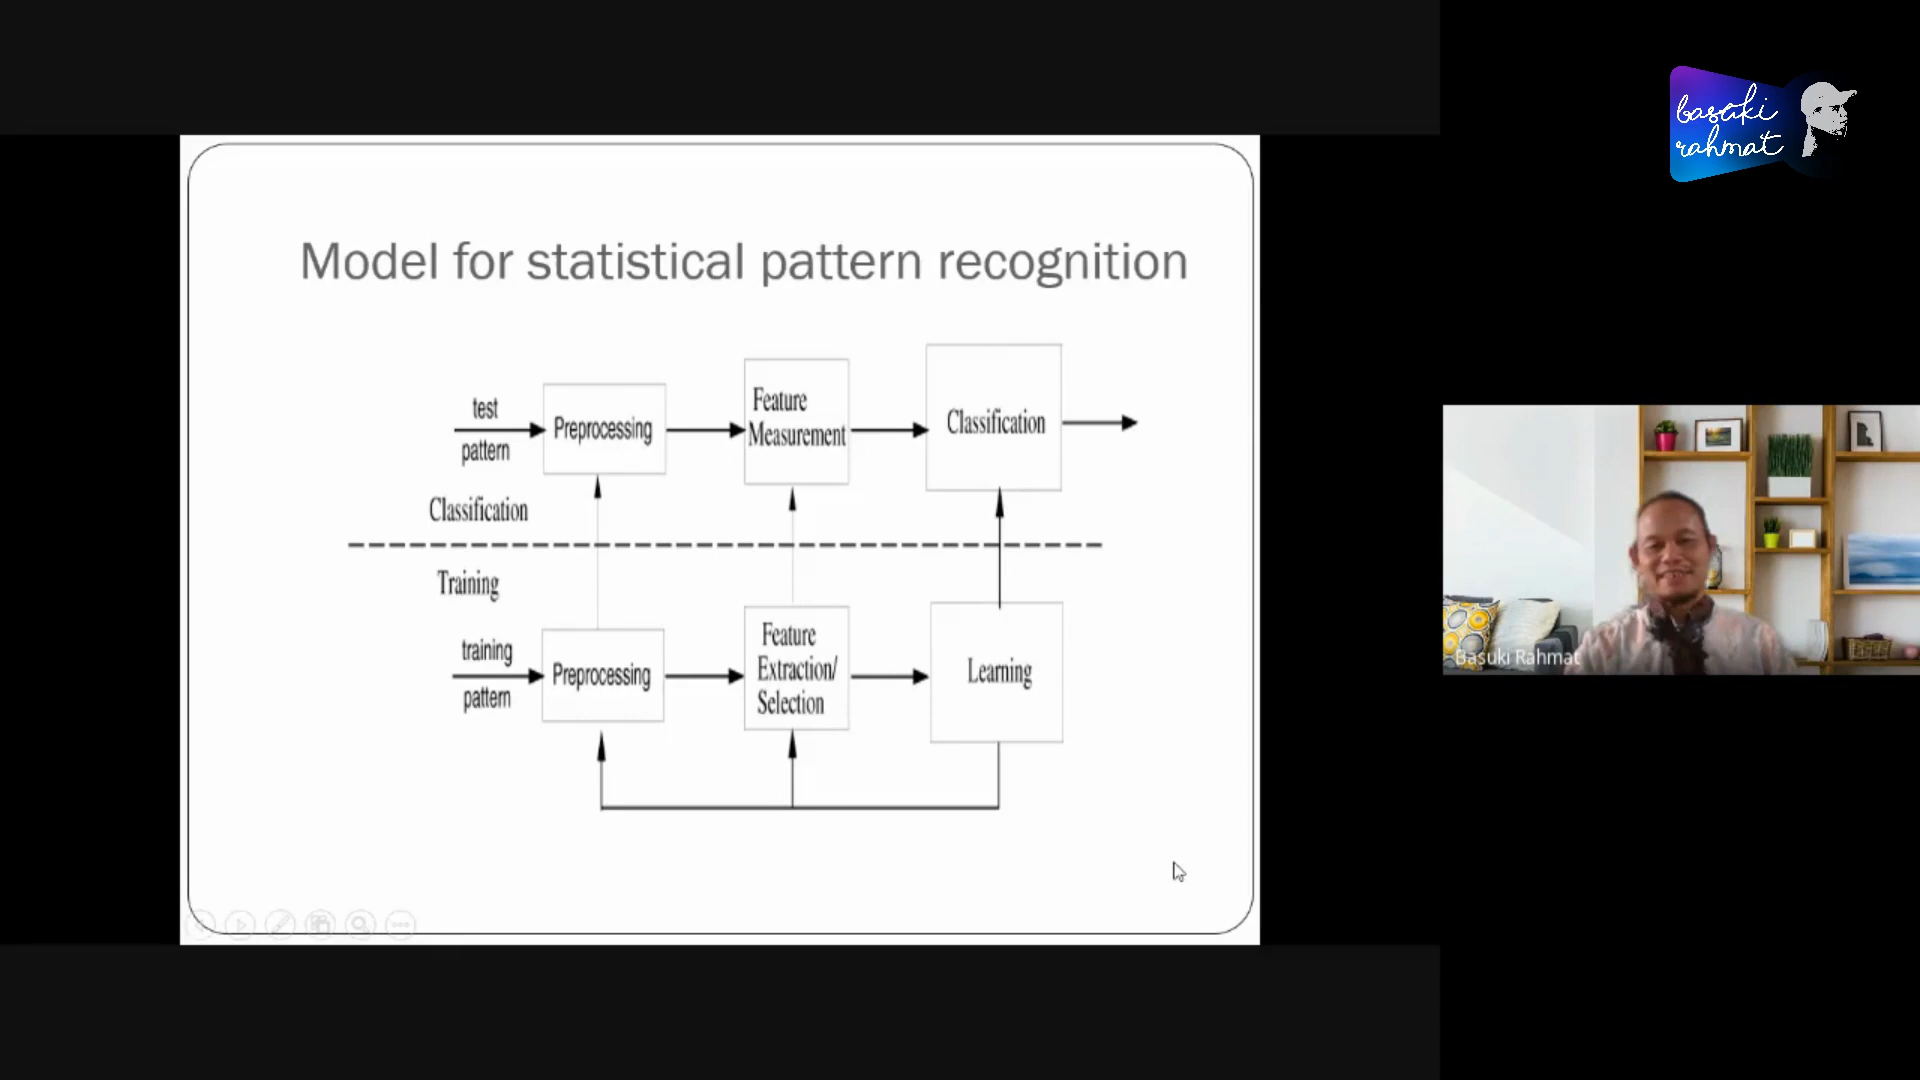 basuki
rahmat
Model for statistical pattern recognition
test
pattern
Preprocessing
Feature
Measurement
Classification
Classification
Training
training
pattern
Preprocessing
Feature
Extraction/
Selection
Learning
Basuki Rahmat